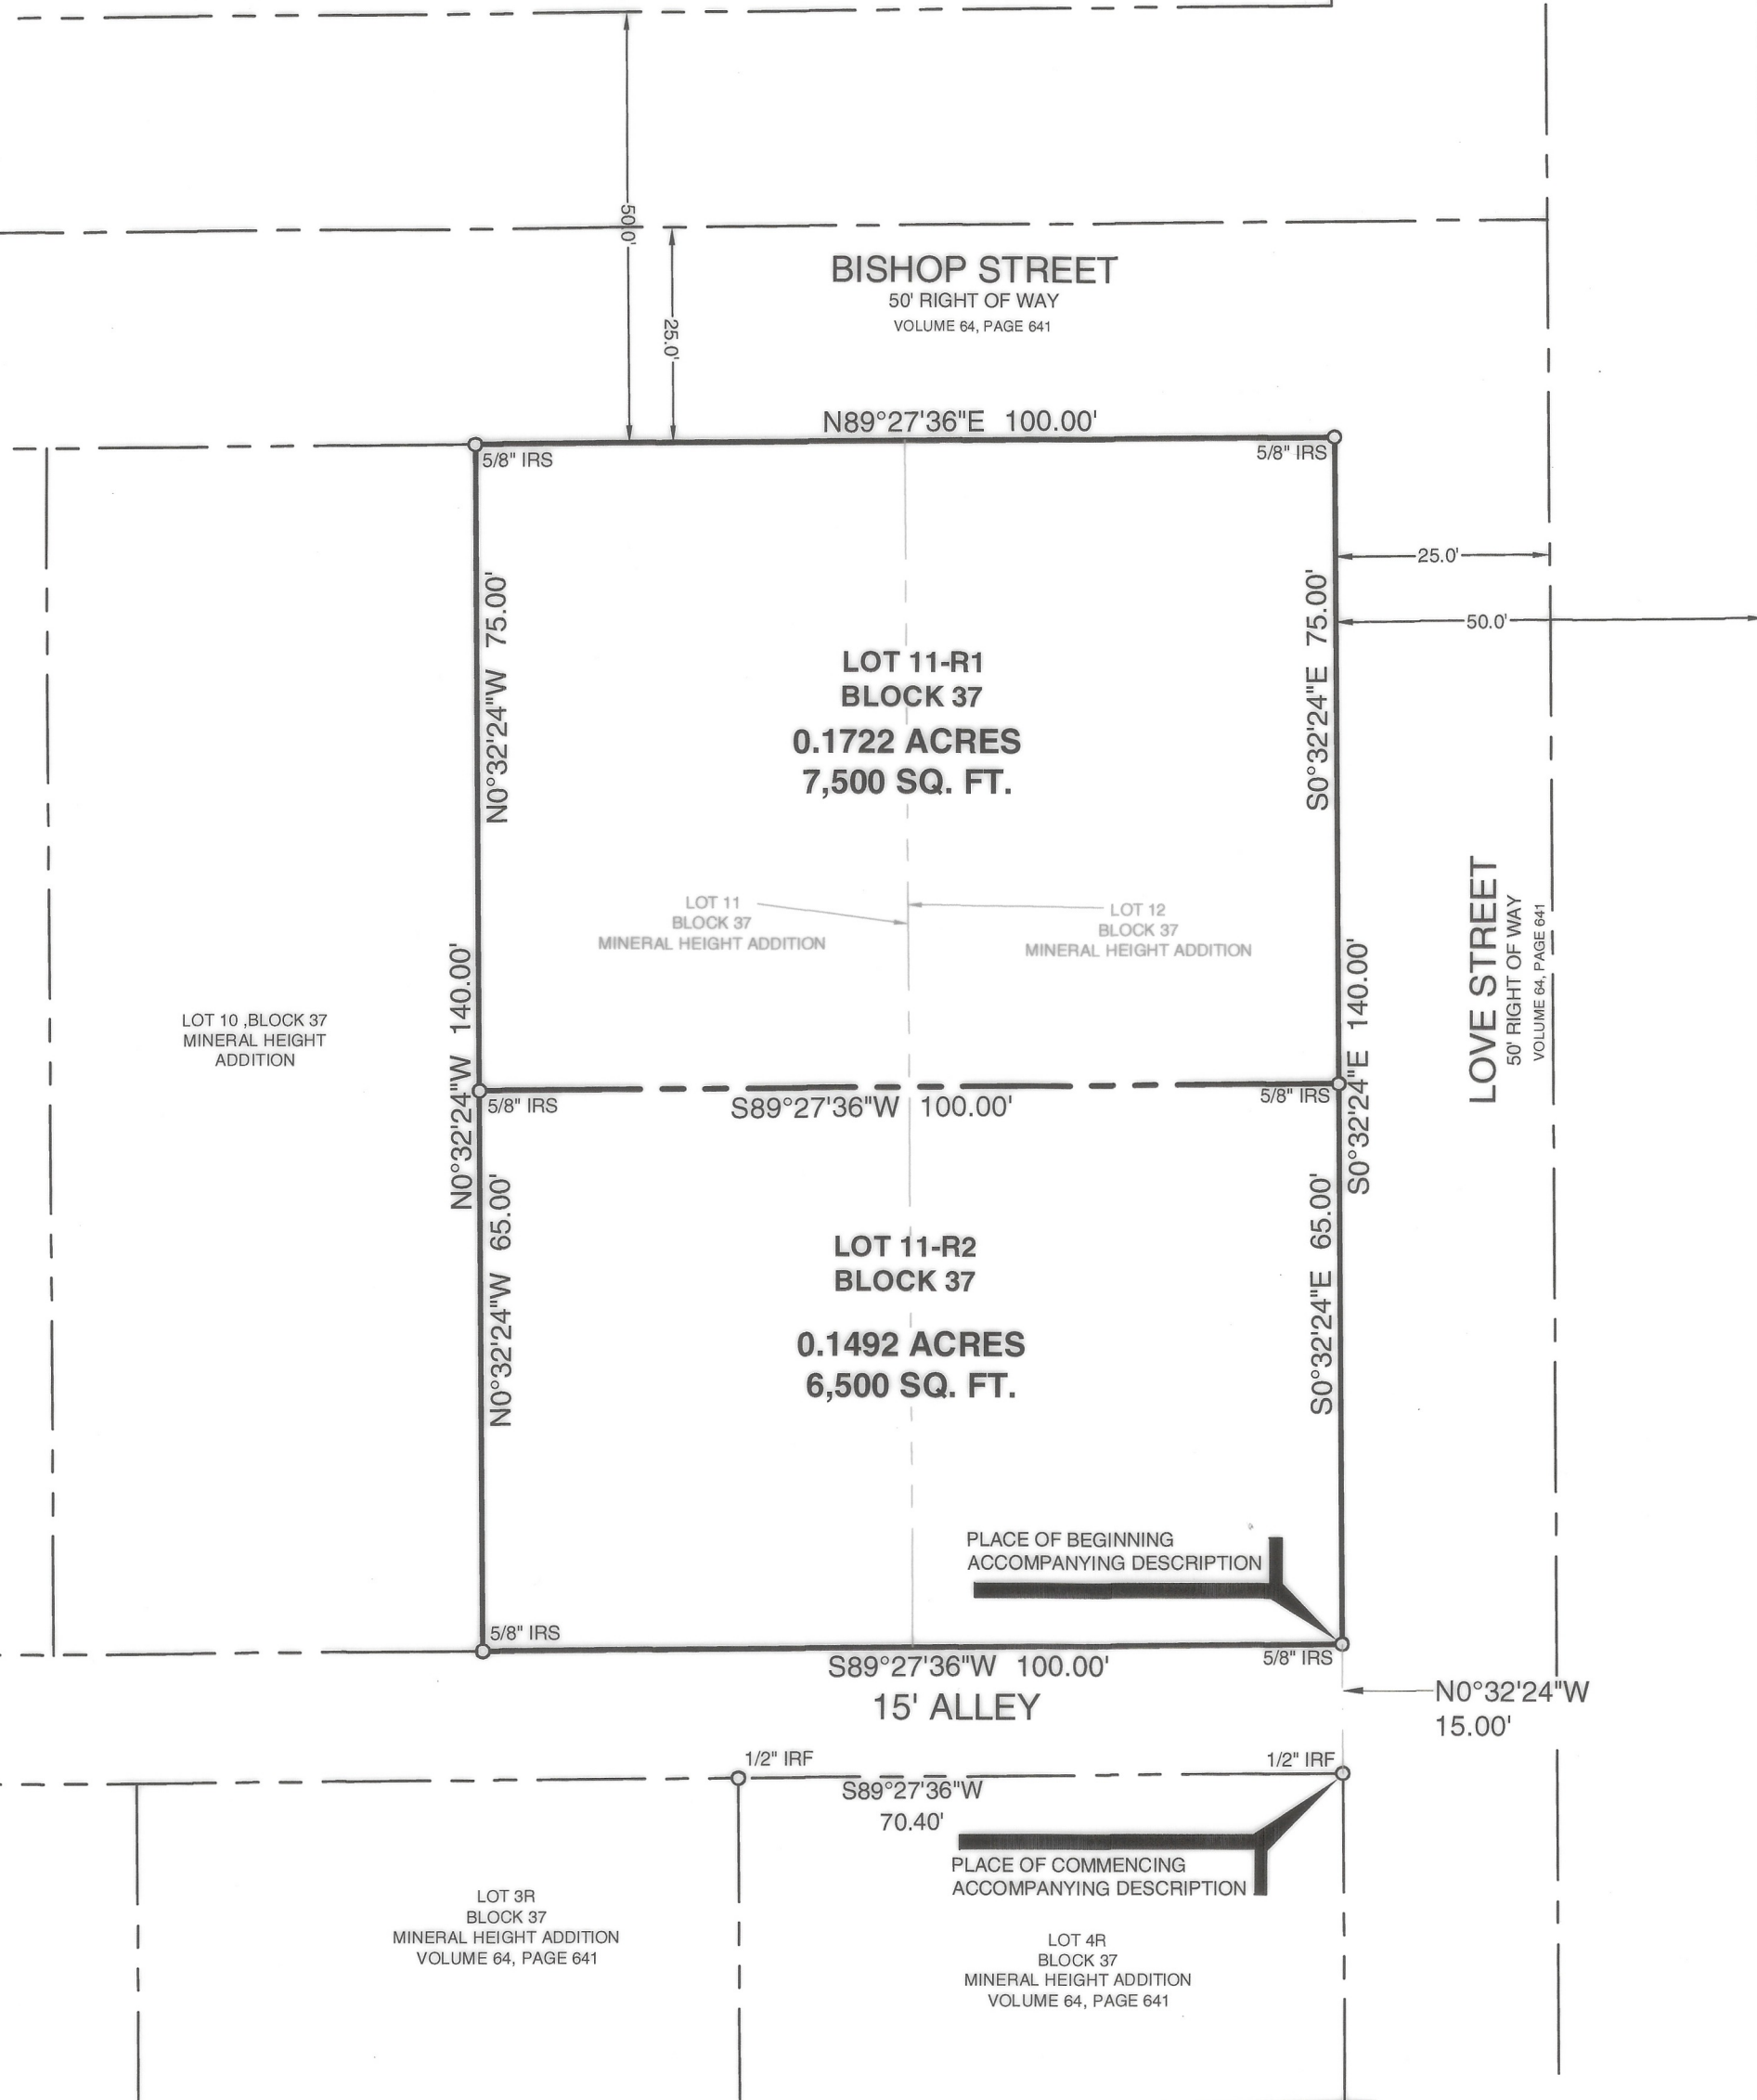 50.0'
25.0'
BISHOP STREET
50' RIGHT OF WAY
VOLUME 64, PAGE 641
N89°27'36"E 100.00'
5/8" IRS
5/8" IRS
25.0'
50.0'
N0°32'24"W 75.00'
S0°32'24"E 75.00'
LOT 11-R1
BLOCK 37
0.1722 ACRES
7,500 SQ. FT.
LOT 11
BLOCK 37
MINERAL HEIGHT ADDITION
LOT 12
BLOCK 37
MINERAL HEIGHT ADDITION
LOVE STREET
50' RIGHT OF WAY
VOLUME 64, PAGE 641
LOT 10 ,BLOCK 37
MINERAL HEIGHT
ADDITION
N0°32'24"W 140.00'
S0°32'24"E 140.00'
5/8" IRS
S89°27'36"W 100.00'
5/8" IRS
N0°32'24"W 65.00'
S0°32'24"E 65.00'
LOT 11-R2
BLOCK 37
0.1492 ACRES
6,500 SQ. FT.
PLACE OF BEGINNING
ACCOMPANYING DESCRIPTION
5/8" IRS
5/8" IRS
S89°27'36"W 100.00'
15' ALLEY
N0°32'24"W
15.00'
1/2" IRF
1/2" IRF
S89°27'36"W
70.40'
PLACE OF COMMENCING
ACCOMPANYING DESCRIPTION
LOT 3R
BLOCK 37
MINERAL HEIGHT ADDITION
VOLUME 64, PAGE 641
LOT 4R
BLOCK 37
MINERAL HEIGHT ADDITION
VOLUME 64, PAGE 641